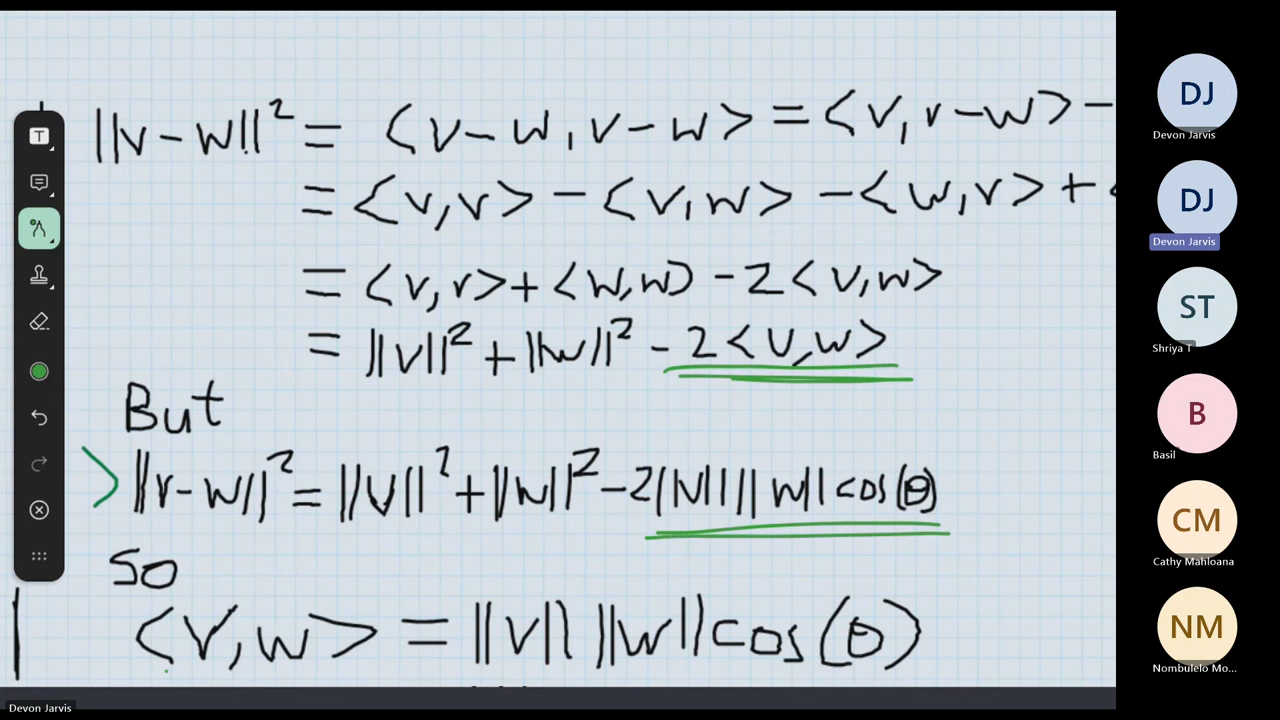 ||v-w||² = <v-w, v-w> = <v, v-w> -
= <v,v> - <v,w> - <w,v> + <
= <v,v> + <w,w> - 2<v,w>
= ||v||² + ||w||² - 2<v,w>
But
||v-w||² = ||v||² + ||w||² - 2||v|| ||w|| cos(θ)
so
<v,w> = ||v|| ||w|| cos(θ)
T
DJ
Devon Jarvis
DJ
Devon Jarvis
ST
Shriya T
B
Basil
CM
Cathy Mahloana
NM
Nombulelo Mo...
Devon Jarvis